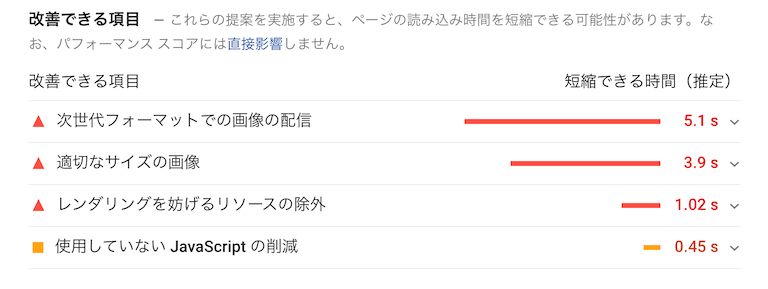 改善できる項目 — これらの提案を実施すると、ページの読み込み時間を短縮できる可能性があります。な
お、パフォーマンス スコアには直接影響しません。
改善できる項目 短縮できる時間（推定）
次世代フォーマットでの画像の配信 5.1 s
適切なサイズの画像 3.9 s
レンダリングを妨げるリソースの除外 1.02 s
使用していない JavaScript の削減 0.45 s